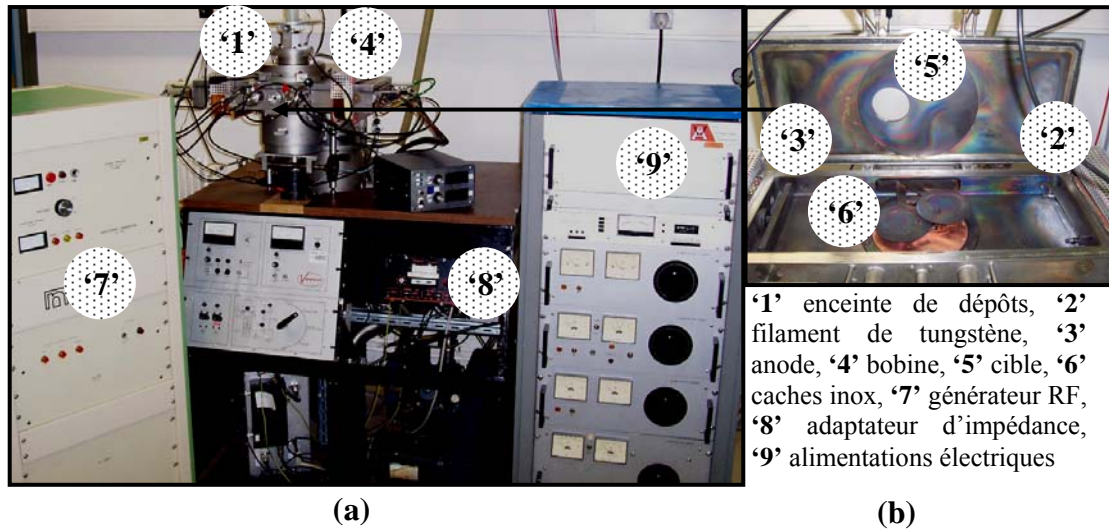 ‘1’
‘4’
‘5’
‘9’
‘3’
‘2’
‘6’
‘7’
‘8’
‘1’ enceinte de dépôts, ‘2’
filament de tungstène, ‘3’
anode, ‘4’ bobine, ‘5’ cible, ‘6’
caches inox, ‘7’ générateur RF,
‘8’ adaptateur d’impédance,
‘9’ alimentations électriques
(a)
(b)